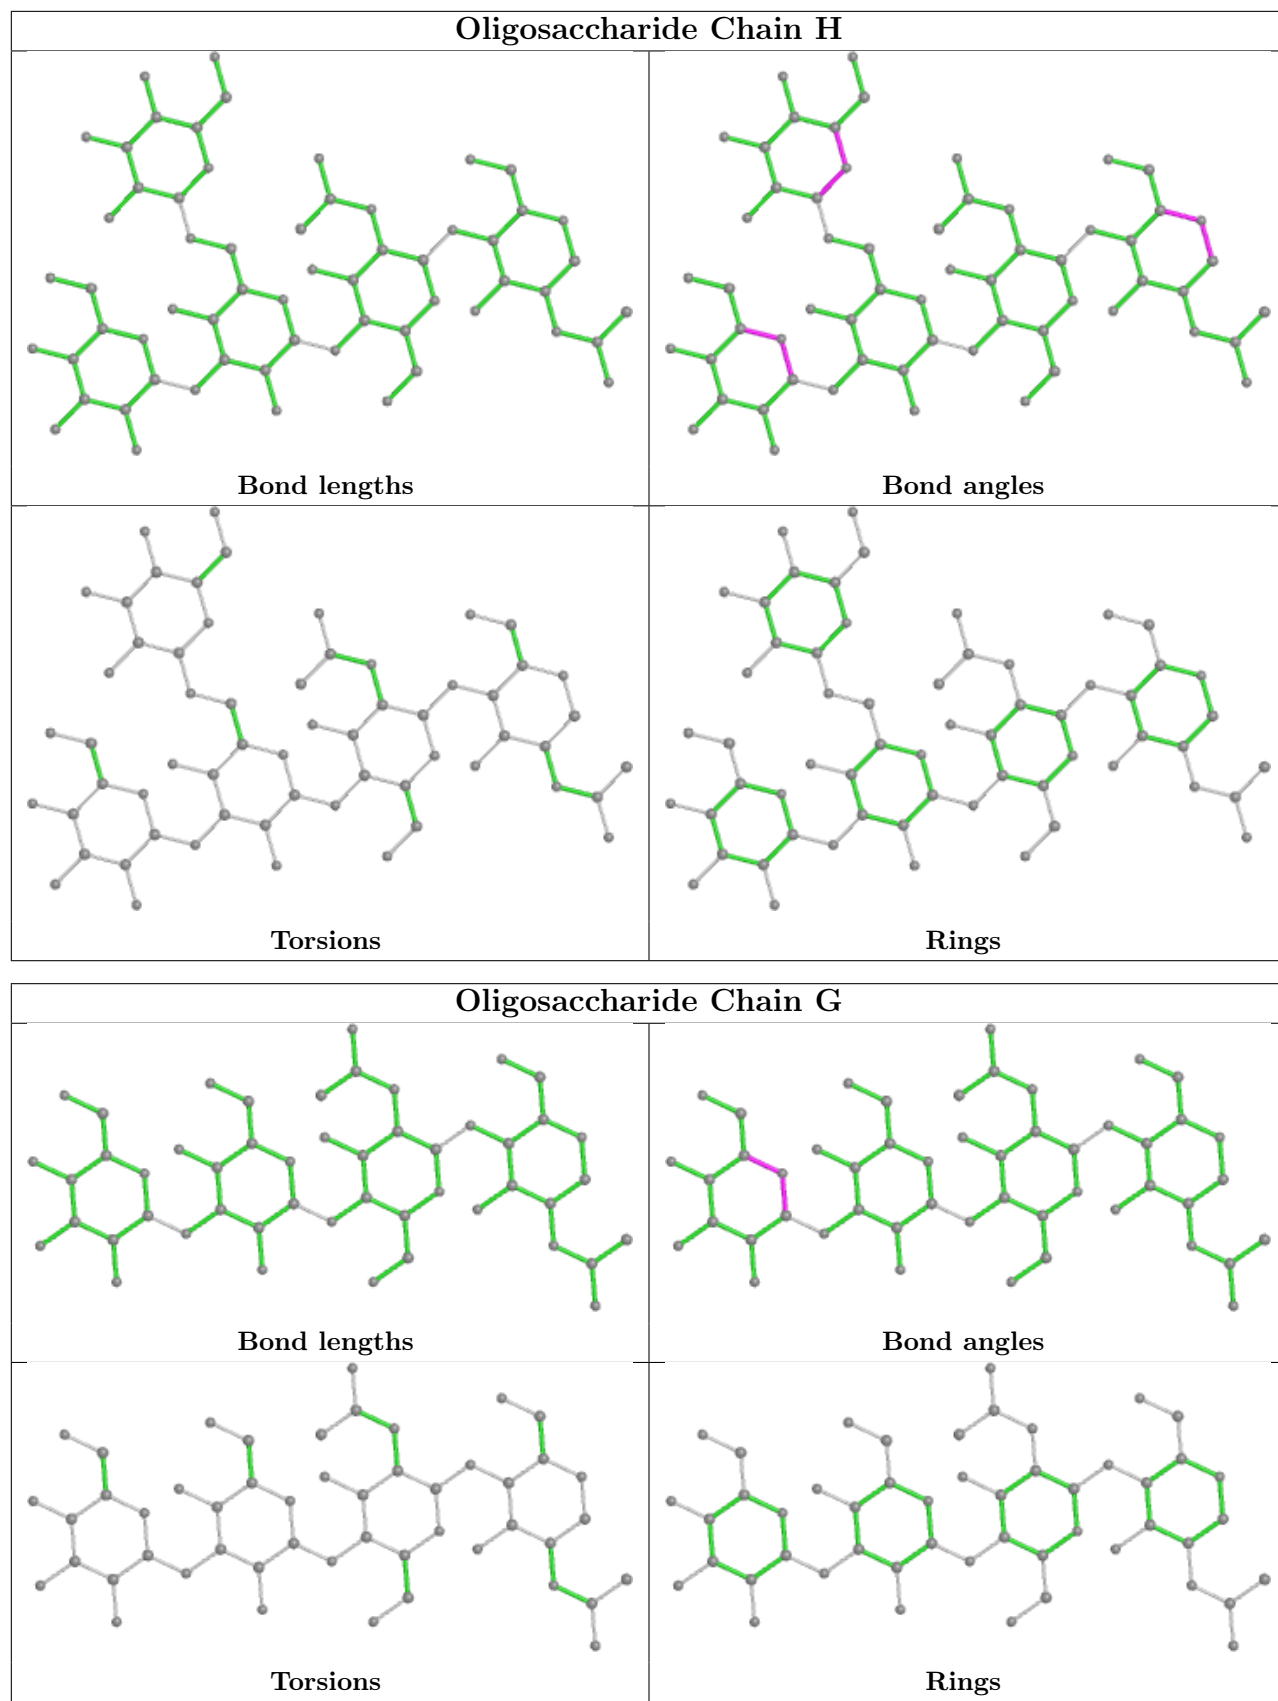 Oligosaccharide Chain H
Bond lengths
Bond angles
Torsions
Rings
Oligosaccharide Chain G
Bond lengths
Bond angles
Torsions
Rings